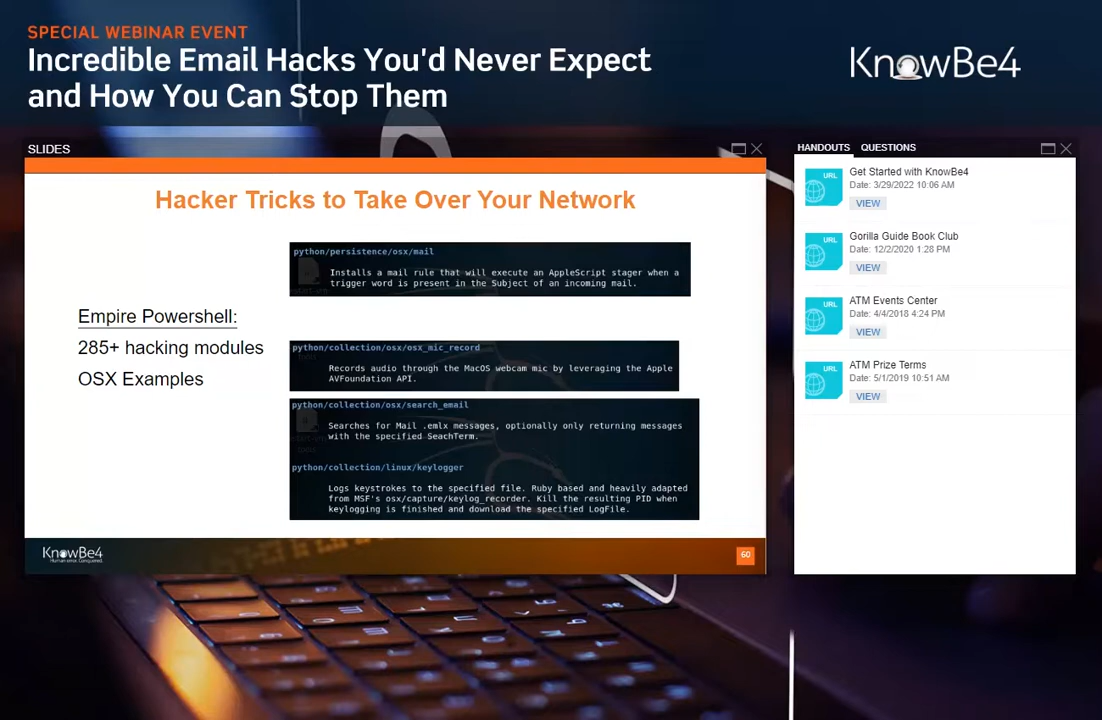 SPECIAL WEBINAR EVENT
Incredible Email Hacks You'd Never Expect
and How You Can Stop Them
KnowBe4
SLIDES
Hacker Tricks to Take Over Your Network
python/persistence/osx/mail
Installs a mail rule that will execute an AppleScript stager when a
trigger word is present in the Subject of an incoming mail.
Empire Powershell:
285+ hacking modules
OSX Examples
python/collection/osx/osx_mic_record
Records audio through the MacOS webcam mic by leveraging the Apple
AVFoundation API.
python/collection/osx/search_email
Searches for Mail .emlx messages, optionally only returning messages
with the specified SeachTerm.
python/collection/linux/keylogger
Logs keystrokes to the specified file. Ruby based and heavily adapted
from MSF's osx/capture/keylog_recorder. Kill the resulting PID when
keylogging is finished and download the specified LogFile.
KnowBe4
Human error. Conquered.
60
HANDOUTS QUESTIONS
URL
Get Started with KnowBe4
Date: 3/29/2022 10:06 AM
VIEW
URL
Gorilla Guide Book Club
Date: 12/2/2020 1:28 PM
VIEW
URL
ATM Events Center
Date: 4/4/2018 4:24 PM
VIEW
URL
ATM Prize Terms
Date: 5/1/2019 10:51 AM
VIEW